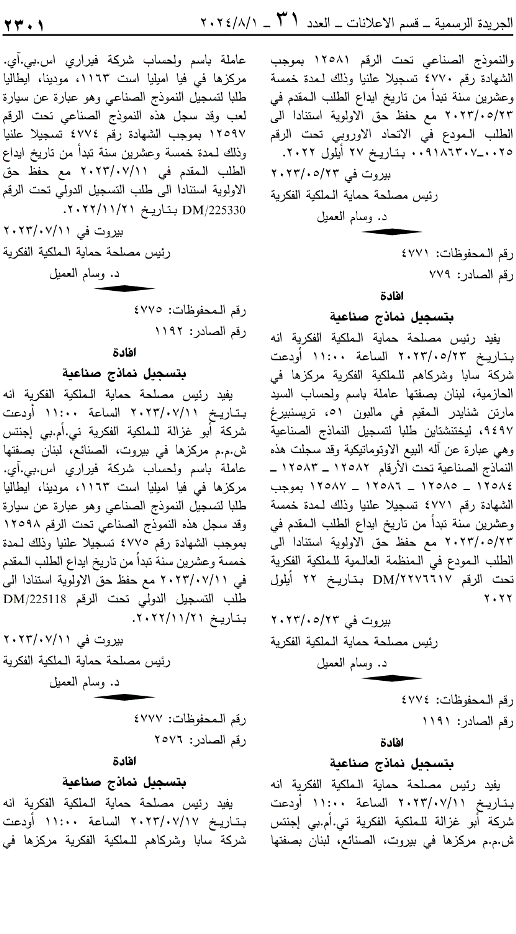 الجريدة الرسمية ــ قسم الاعلانات ــ العدد ٣١ ــ ٢٠٢٤/٨/١
٢٣٠١
والنموذج الصناعي تحت الرقم ١٢٥٨١ بموجب
الشهادة رقم ٤٧٧٠ تسجيلا علنيا وذلك لمدة خمسة
وعشرين سنة تبدأ من تاريخ ايداع الطلب المقدم في
٢٠٢٣/٠٥/٢٣ مع حفظ حق الاولوية استنادا الى
الطلب المودع في الاتحاد الاوروبي تحت الرقم
٠٠٢٥ــ٠٠٩١٨٦٣٠٧ بتاريخ ٢٧ أيلول ٢٠٢٢.
بيروت في ٢٠٢٣/٠٥/٢٣
رئيس مصلحة حماية الملكية الفكرية
د. وسام العميل
رقم المحفوظات: ٤٧٧١
رقم الصادر: ٧٧٩
افادة
بتسجيل نماذج صناعية
يفيد رئيس مصلحة حماية الملكية الفكرية انه
بتاريخ ٢٠٢٣/٠٥/٢٣ الساعة ١١:٠٠ أودعت
شركة سابا وشركاهم للملكية الفكرية مركزها في
الحازمية، لبنان بصفتها عاملة باسم ولحساب السيد
مارتن شنايدر المقيم في مالبون ٥١، تريسنبيرغ
٩٤٩٧، ليختنشتاين طلبا لتسجيل النماذج الصناعية
وهي عبارة عن آله البيع الاوتوماتيكية وقد سجلت هذه
النماذج الصناعية تحت الأرقام ١٢٥٨٢ ــ ١٢٥٨٣ ــ
١٢٥٨٤ ــ ١٢٥٨٥ ــ ١٢٥٨٦ ــ ١٢٥٨٧ بموجب
الشهادة رقم ٤٧٧١ تسجيلا علنيا وذلك لمدة خمسة
وعشرين سنة تبدأ من تاريخ ايداع الطلب المقدم في
٢٠٢٣/٠٥/٢٣ مع حفظ حق الاولوية استنادا الى
الطلب المودع في المنظمة العالمية للملكية الفكرية
تحت الرقم DM/٢٢٧٦٦١٧ بتاريخ ٢٢ أيلول
٢٠٢٢
بيروت في ٢٠٢٣/٠٥/٢٣
رئيس مصلحة حماية الملكية الفكرية
د. وسام العميل
رقم المحفوظات: ٤٧٧٤
رقم الصادر: ١١٩١
افادة
بتسجيل نماذج صناعية
يفيد رئيس مصلحة حماية الملكية الفكرية انه
بتاريخ ٢٠٢٣/٠٧/١١ الساعة ١١:٠٠ أودعت
شركة أبو غزالة للملكية الفكرية تي.أم.بي إجنتس
ش.م.م مركزها في بيروت، الصنائع، لبنان بصفتها
عاملة باسم ولحساب شركة فيراري اس.بي.آي.
مركزها في فيا اميليا است ١١٦٣، مودينا، ايطاليا
طلبا لتسجيل النموذج الصناعي وهو عبارة عن سيارة
لعب وقد سجل هذه النموذج الصناعي تحت الرقم
١٢٥٩٧ بموجب الشهادة رقم ٤٧٧٤ تسجيلا علنيا
وذلك لمدة خمسة وعشرين سنة تبدأ من تاريخ ايداع
الطلب المقدم في ٢٠٢٣/٠٧/١١ مع حفظ حق
الاولوية استنادا الى طلب التسجيل الدولي تحت الرقم
DM/225330 بتاريخ ٢٠٢٢/١١/٢١.
بيروت في ٢٠٢٣/٠٧/١١
رئيس مصلحة حماية الملكية الفكرية
د. وسام العميل
رقم المحفوظات: ٤٧٧٥
رقم الصادر: ١١٩٢
افادة
بتسجيل نماذج صناعية
يفيد رئيس مصلحة حماية الملكية الفكرية انه
بتاريخ ٢٠٢٣/٠٧/١١ الساعة ١١:٠٠ أودعت
شركة أبو غزالة للملكية الفكرية تي.أم.بي إجنتس
ش.م.م مركزها في بيروت، الصنائع، لبنان بصفتها
عاملة باسم ولحساب شركة فيراري اس.بي.آي.
مركزها في فيا اميليا است ١١٦٣، مودينا، ايطاليا
طلبا لتسجيل النموذج الصناعي وهو عبارة عن سيارة
وقد سجل هذه النموذج الصناعي تحت الرقم ١٢٥٩٨
بموجب الشهادة رقم ٤٧٧٥ تسجيلا علنيا وذلك لمدة
خمسة وعشرين سنة تبدأ من تاريخ ايداع الطلب المقدم
في ٢٠٢٣/٠٧/١١ مع حفظ حق الاولوية استنادا الى
طلب التسجيل الدولي تحت الرقم DM/225118
بتاريخ ٢٠٢٢/١١/٢١.
بيروت في ٢٠٢٣/٠٧/١١
رئيس مصلحة حماية الملكية الفكرية
د. وسام العميل
رقم المحفوظات: ٤٧٧٧
رقم الصادر: ٢٥٧٦
افادة
بتسجيل نماذج صناعية
يفيد رئيس مصلحة حماية الملكية الفكرية انه
بتاريخ ٢٠٢٣/٠٧/١٧ الساعة ١١:٠٠ أودعت
شركة سابا وشركاهم للملكية الفكرية مركزها في